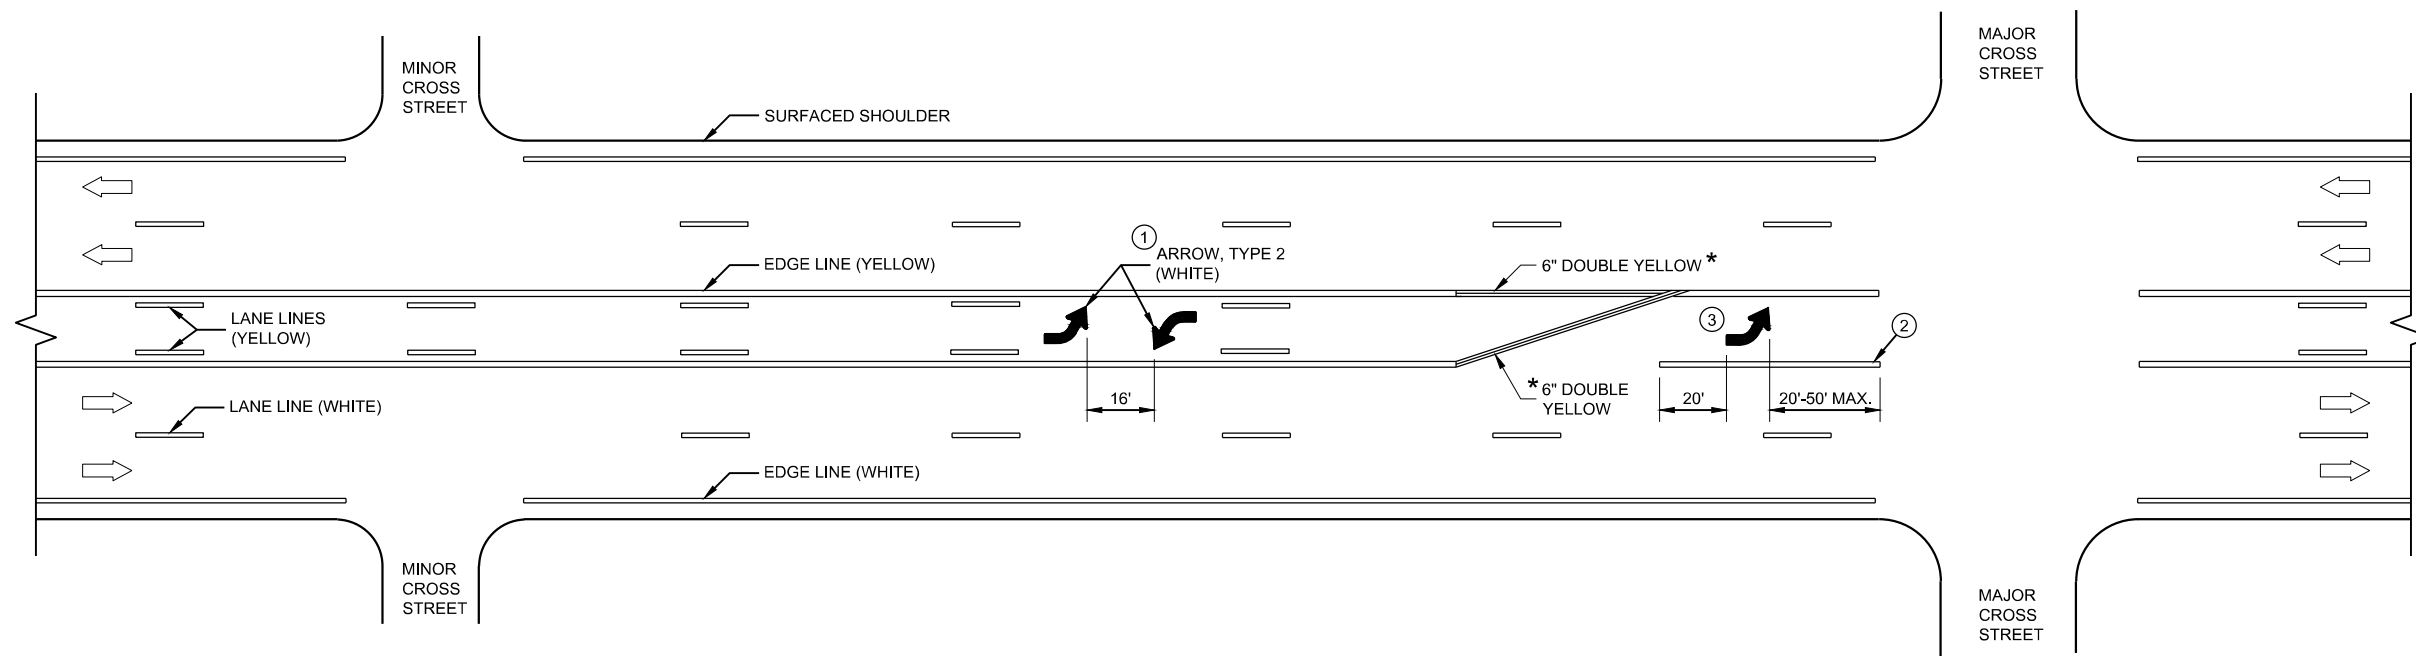 MINOR
CROSS
STREET
MAJOR
CROSS
STREET
SURFACED SHOULDER
1
ARROW, TYPE 2
(WHITE)
EDGE LINE (YELLOW)
6" DOUBLE YELLOW *
LANE LINES
(YELLOW)
3
2
* 6" DOUBLE
YELLOW
16'
20'
20'-50' MAX.
LANE LINE (WHITE)
EDGE LINE (WHITE)
MINOR
CROSS
STREET
MAJOR
CROSS
STREET